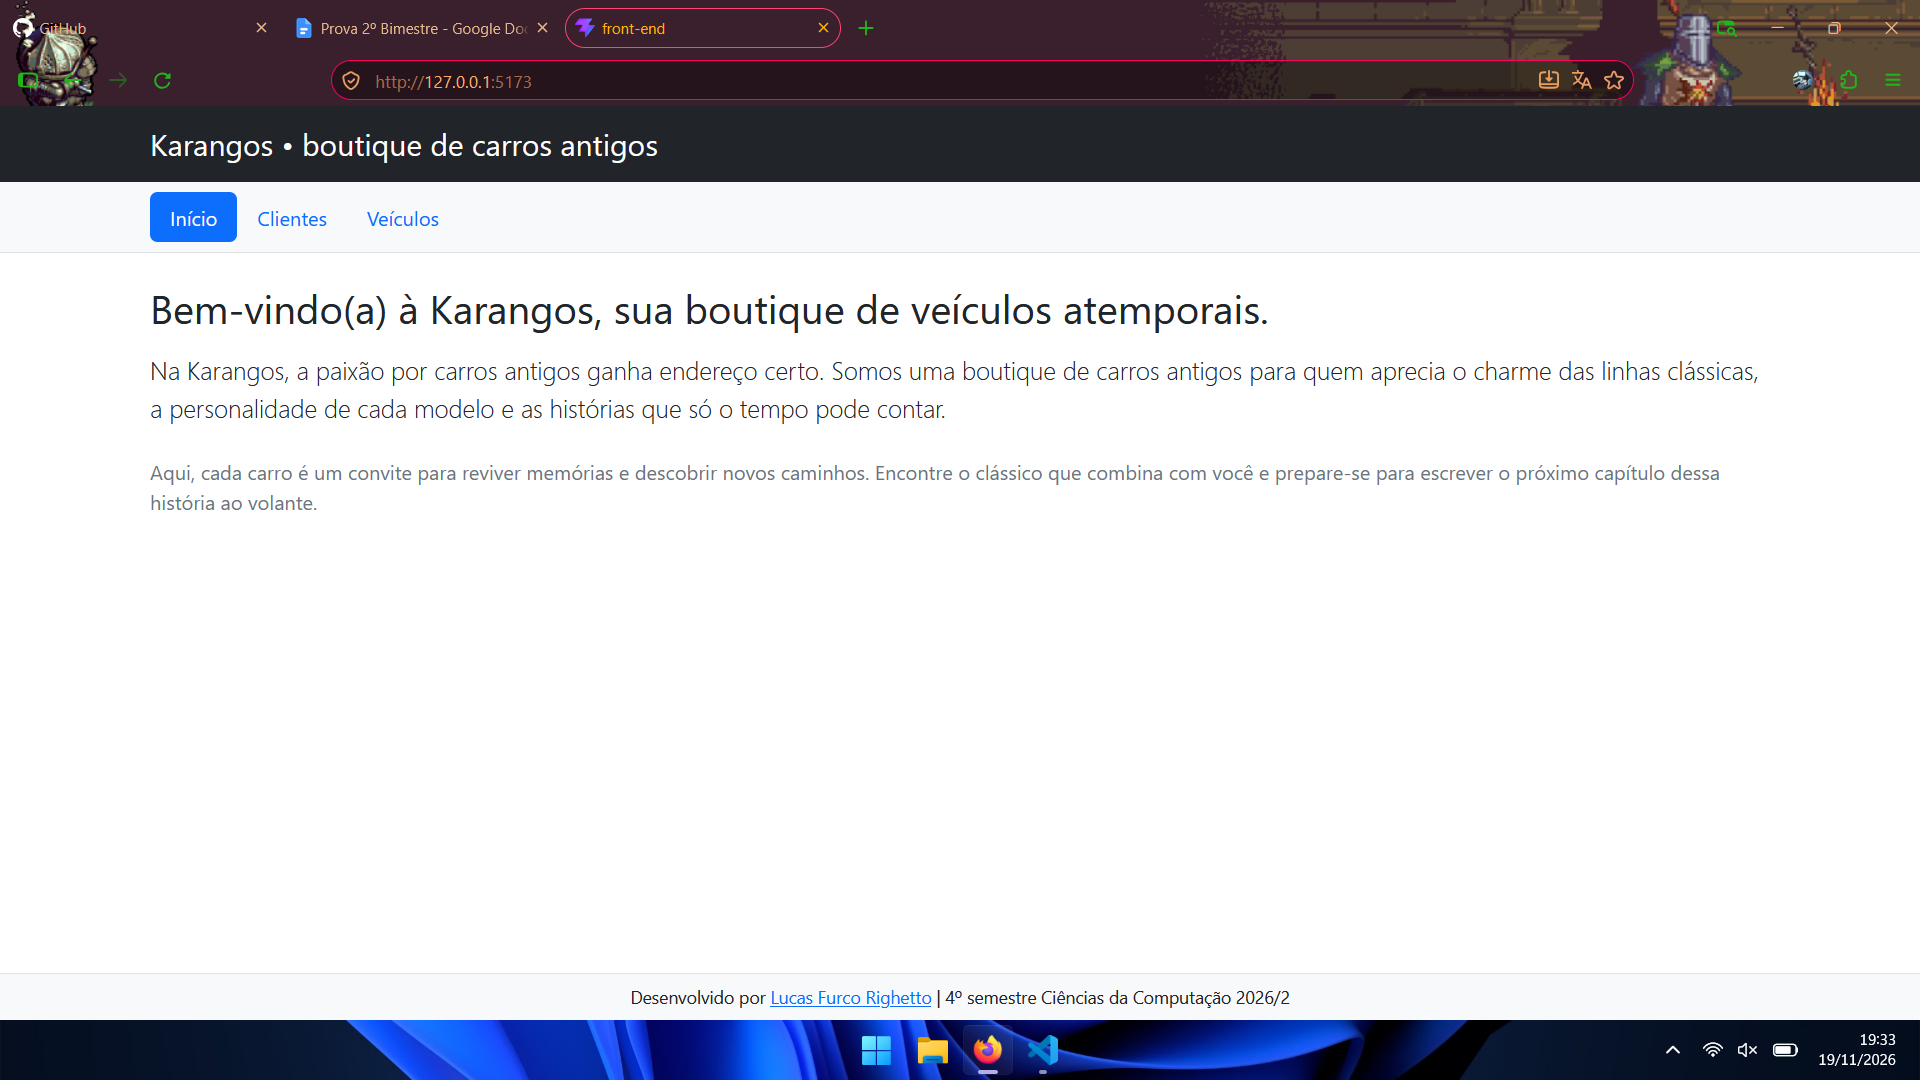 GitHub
Prova 2º Bimestre - Google Doc
front-end
http://127.0.0.1:5173
Karangos • boutique de carros antigos
Início
Clientes
Veículos
Bem-vindo(a) à Karangos, sua boutique de veículos atemporais.
Na Karangos, a paixão por carros antigos ganha endereço certo. Somos uma boutique de carros antigos para quem aprecia o charme das linhas clássicas,
a personalidade de cada modelo e as histórias que só o tempo pode contar.
Aqui, cada carro é um convite para reviver memórias e descobrir novos caminhos. Encontre o clássico que combina com você e prepare-se para escrever o próximo capítulo dessa
história ao volante.
Desenvolvido por Lucas Furco Righetto | 4º semestre Ciências da Computação 2026/2
19:33
19/11/2026